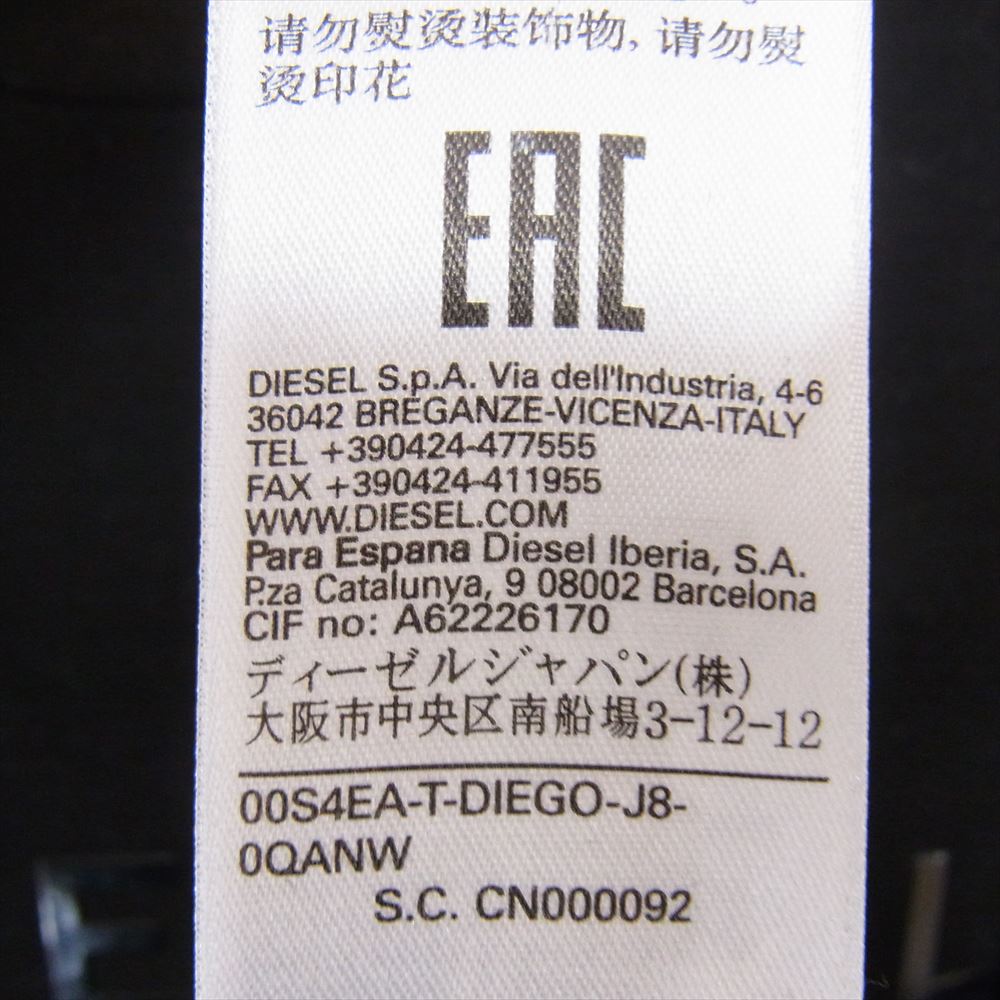 请勿熨烫装饰物, 请勿熨
烫印花
EAC
DIESEL S.p.A. Via dell'Industria, 4-6
36042 BREGANZE-VICENZA-ITALY
TEL +390424-477555
FAX +390424-411955
WWW.DIESEL.COM
Para Espana Diesel Iberia, S.A.
P.za Catalunya, 9 08002 Barcelona
CIF no: A62226170
ディーゼルジャパン(株)
大阪市中央区南船場3-12-12
00S4EA-T-DIEGO-J8-
0QANW
S.C. CN000092